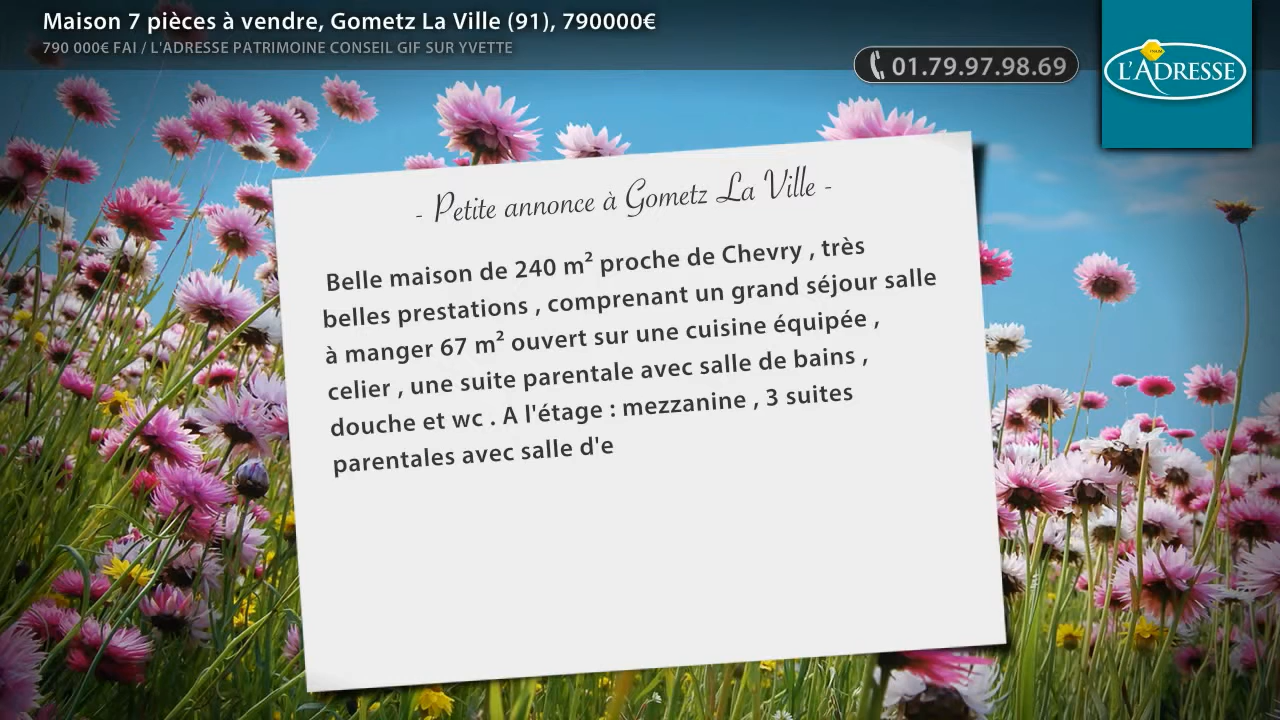 Maison 7 pièces à vendre, Gometz La Ville (91), 790000€
790 000€ FAI / L'ADRESSE PATRIMOINE CONSEIL GIF SUR YVETTE
01.79.97.98.69
L'ADRESSE
- Petite annonce à Gometz La Ville -
Belle maison de 240 m² proche de Chevry , très
belles prestations , comprenant un grand séjour salle
à manger 67 m² ouvert sur une cuisine équipée ,
celier , une suite parentale avec salle de bains ,
douche et wc . A l'étage : mezzanine , 3 suites
parentales avec salle d'e